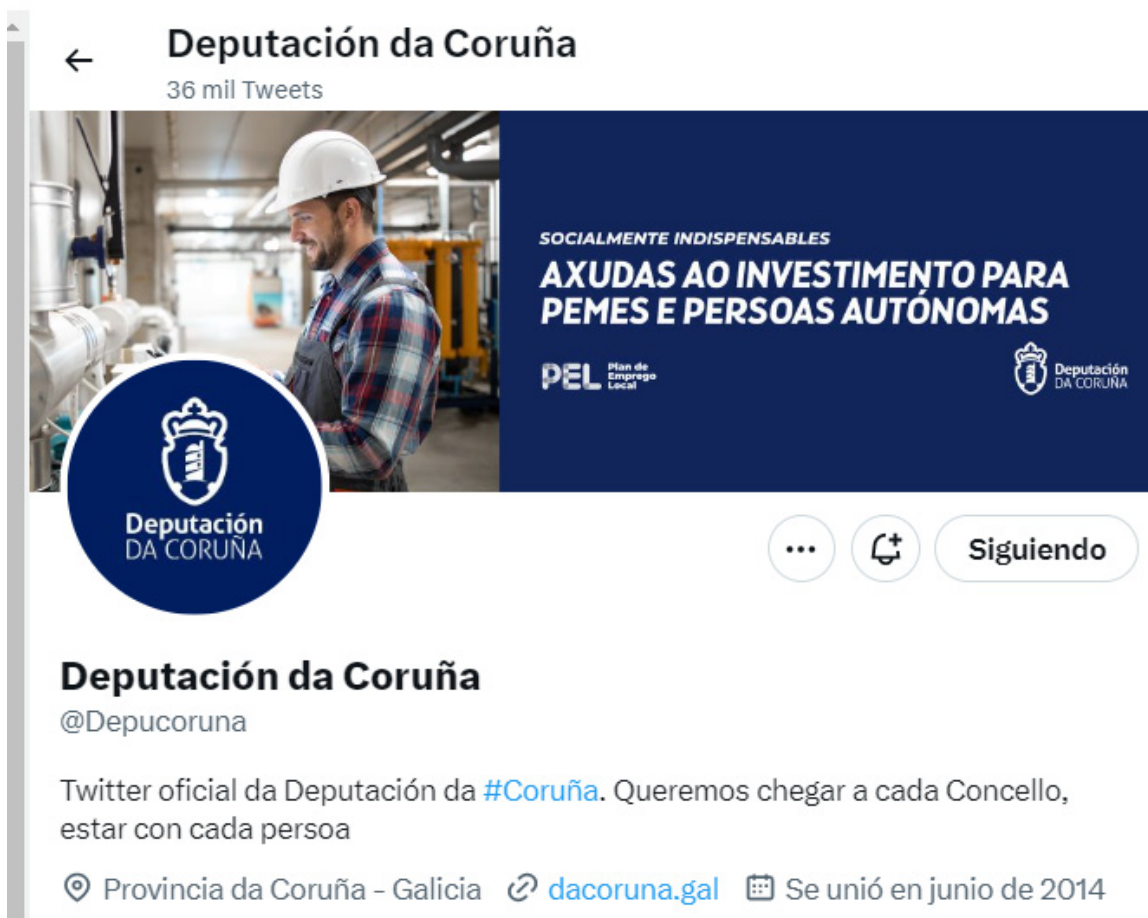 Deputación da Coruña
36 mil Tweets
SOCIALMENTE INDISPENSABLES
AXUDAS AO INVESTIMENTO PARA
PEMES E PERSOAS AUTÓNOMAS
PEL Plan de
Emprego
Local
Deputación
DA CORUÑA
Deputación
DA CORUÑA
Siguiendo
Deputación da Coruña
@Depucoruna
Twitter oficial da Deputación da #Coruña. Queremos chegar a cada Concello,
estar con cada persoa
Provincia da Coruña - Galicia dacoruna.gal Se unió en junio de 2014